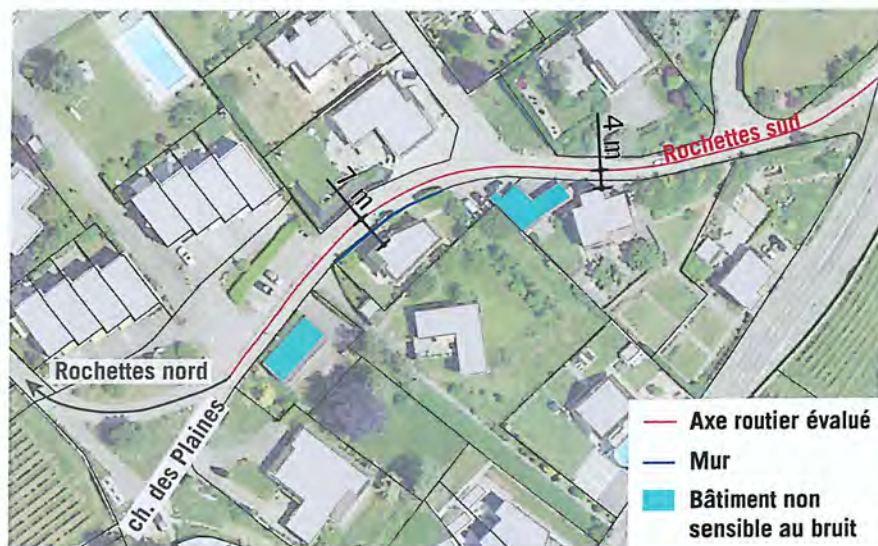 4 m
Rochettes sud
7 m
Rochettes nord
ch. des Plaines
Axe routier évalué
Mur
Bâtiment non
sensible au bruit